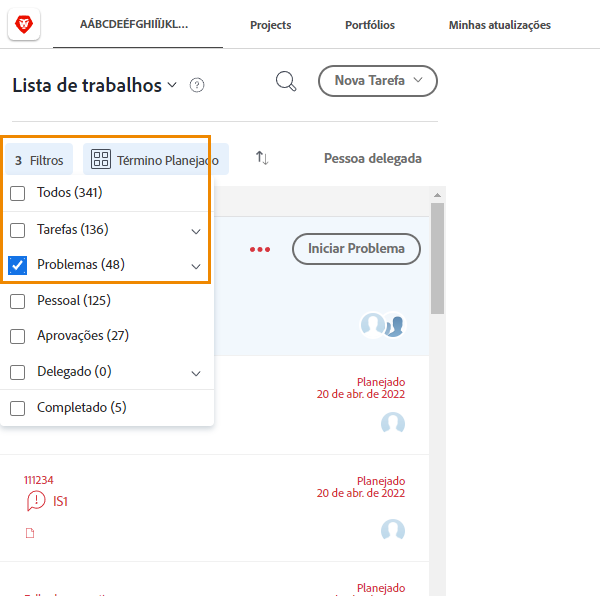 AÁBCDEÈFGHIÍÏJKL...
Projects
Portfólios
Minhas atualizações
Lista de trabalhos
Nova Tarefa
3 Filtros
Término Planejado
Pessoa delegada
Todos (341)
Tarefas (136)
Iniciar Problema
Problemas (48)
Pessoal (125)
Aprovações (27)
Delegado (0)
Completado (5)
Planejado
20 de abr. de 2022
111234
IS1
Planejado
20 de abr. de 2022
Planejado